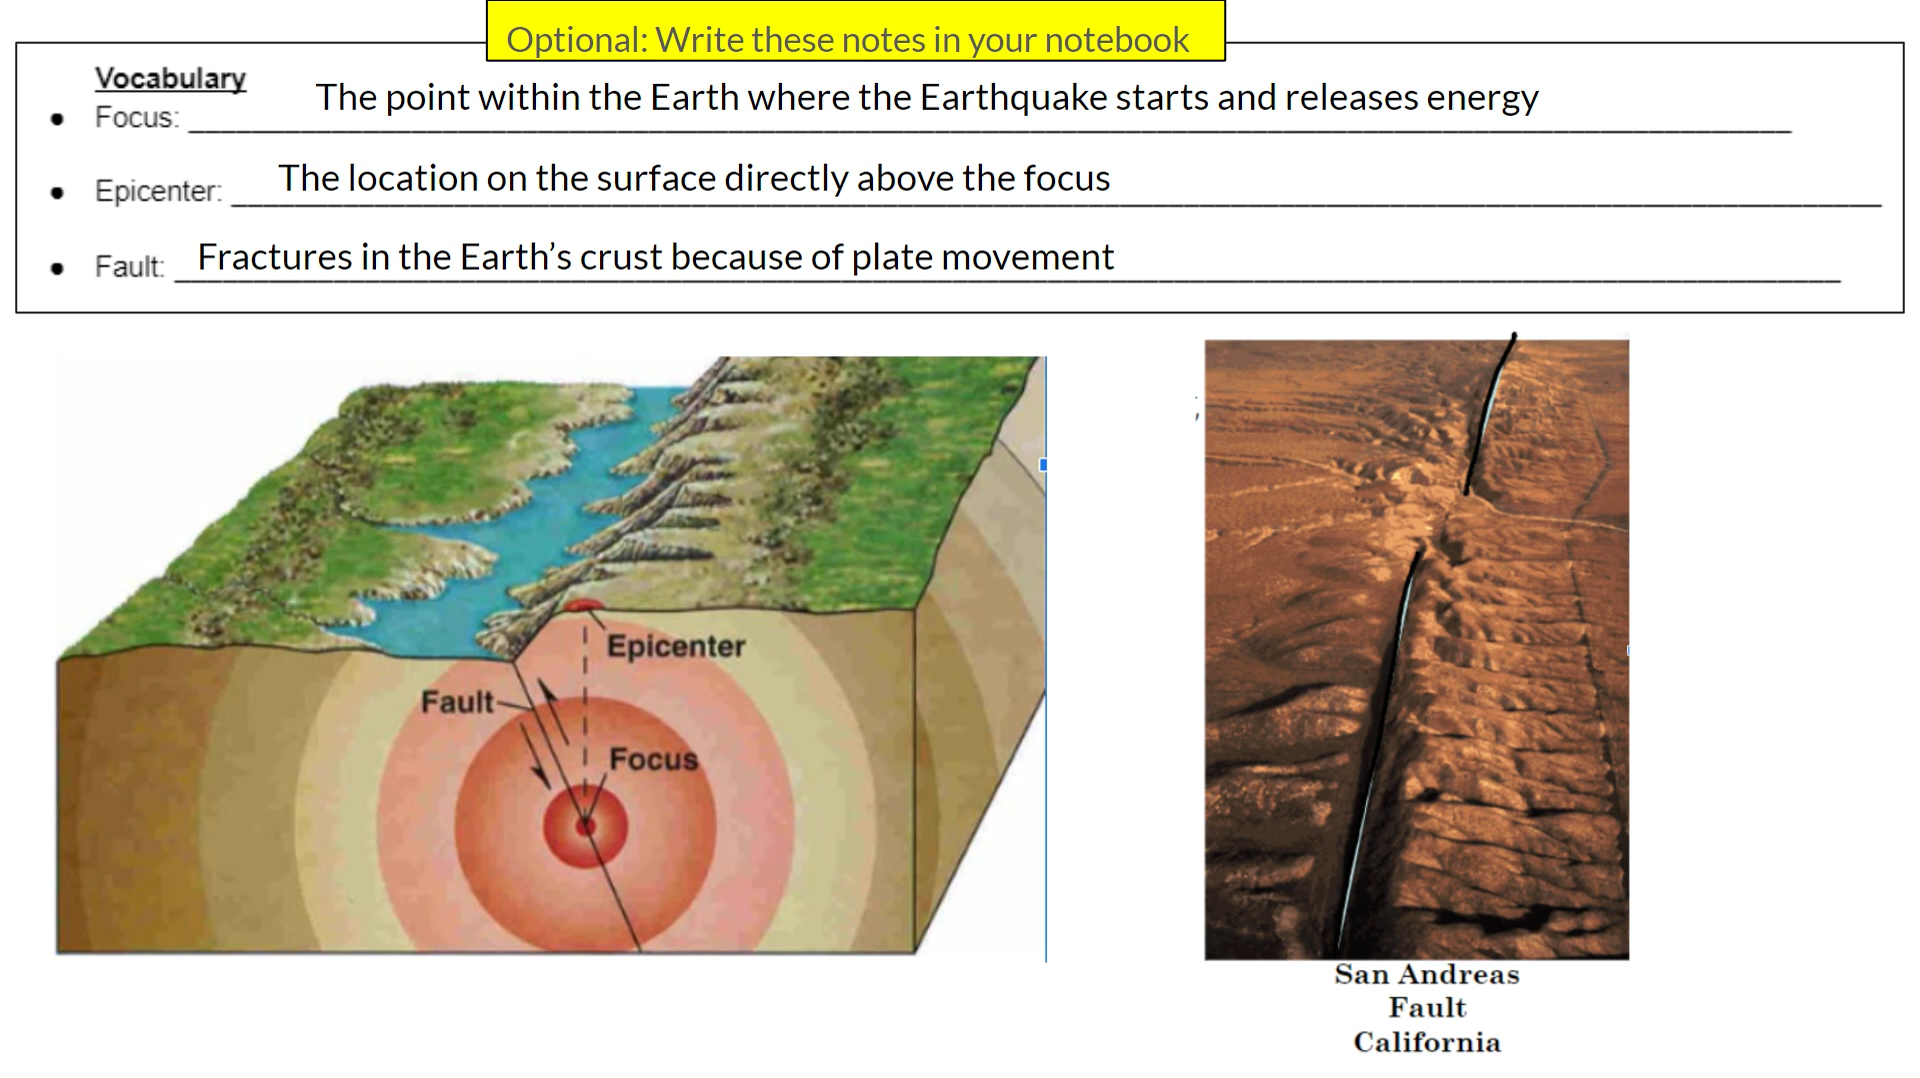 Optional: Write these notes in your notebook
Vocabulary
Focus: The point within the Earth where the Earthquake starts and releases energy
Epicenter: The location on the surface directly above the focus
Fault: Fractures in the Earth’s crust because of plate movement
Epicenter
Fault
Focus
;
San Andreas
Fault
California